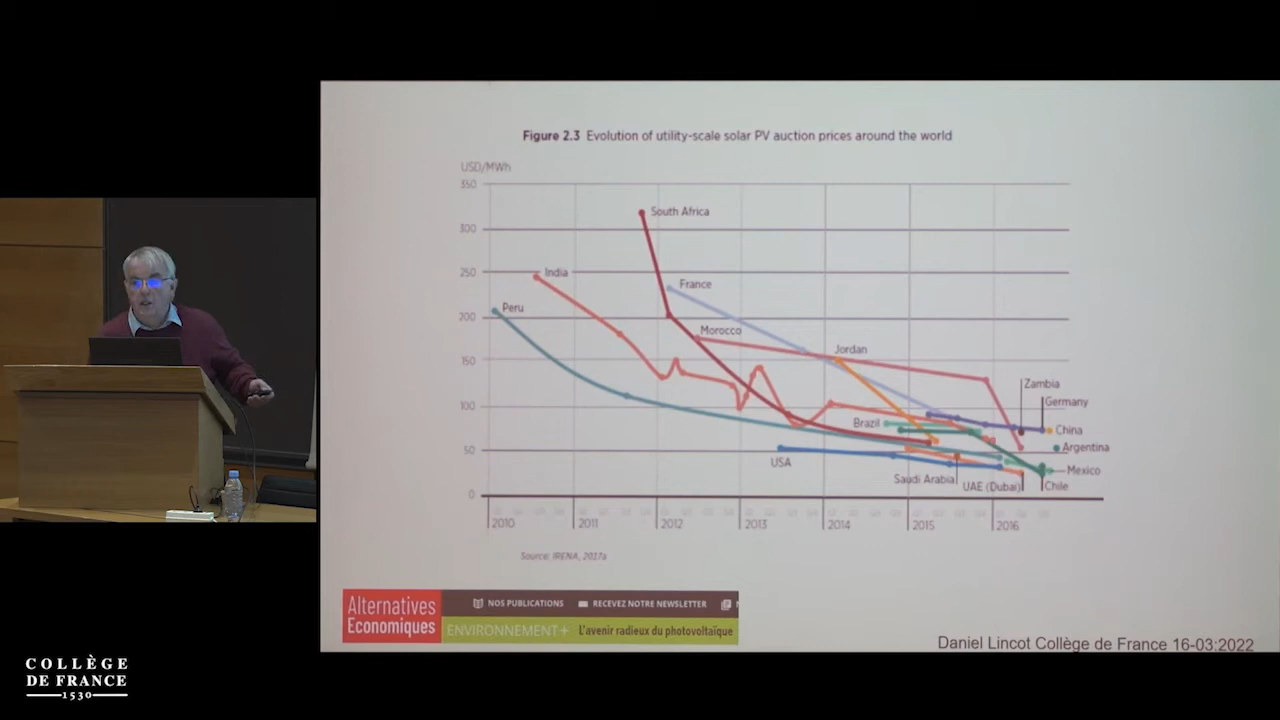 Figure 2.3 Evolution of utility-scale solar PV auction prices around the world
USD/MWh
350
300
250
200
150
100
50
0
South Africa
India
France
Peru
Morocco
Jordan
Zambia
Germany
Brazil
China
Argentina
USA
Mexico
Saudi Arabia
UAE (Dubai)
Chile
2010
2011
2012
2013
2014
2015
2016
Source: IRENA, 2017a
Alternatives
Economiques
NOS PUBLICATIONS
RECEVEZ NOTRE NEWSLETTER
ENVIRONNEMENT+
L'avenir radieux du photovoltaïque
Daniel Lincot Collège de France 16-03:2022
COLLÈGE
DE FRANCE
1530